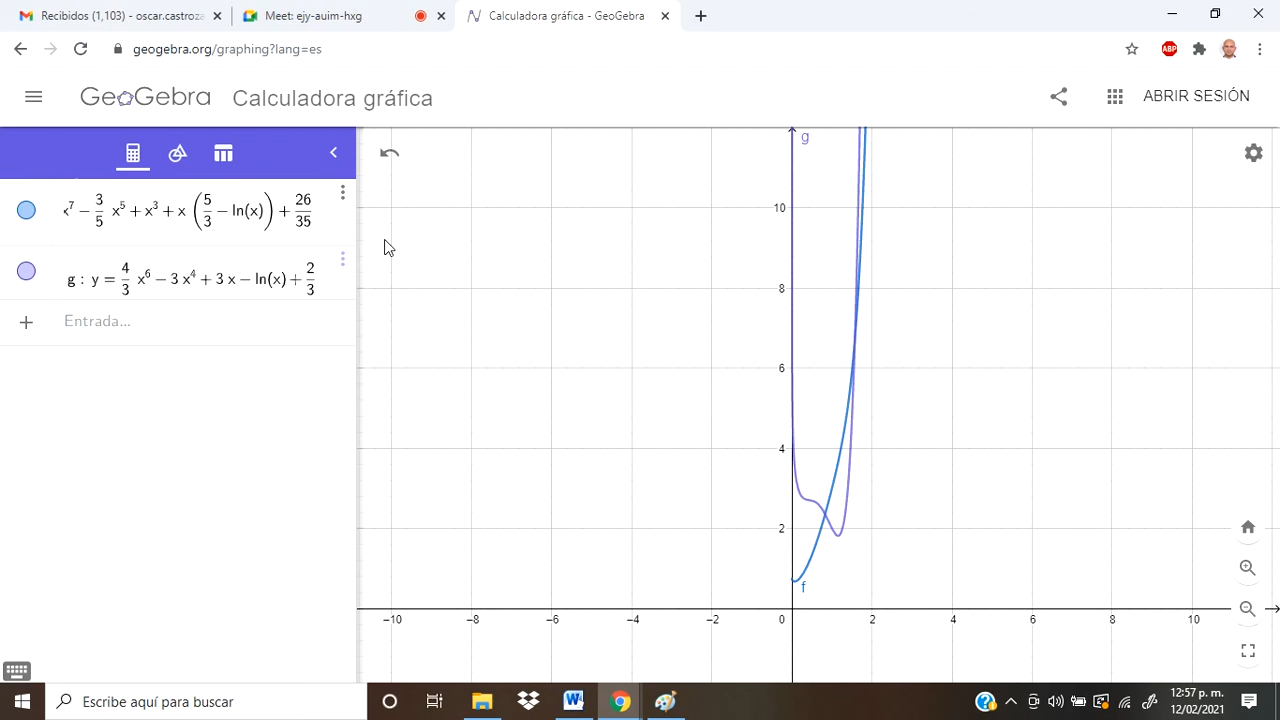 Recibidos (1,103) - oscar.castroza
Meet: ejy-auim-hxg
Calculadora gráfica - GeoGebra
geogebra.org/graphing?lang=es
ABP
GeoGebra Calculadora gráfica
ABRIR SESIÓN
x⁷ − 3/5 x⁵ + x³ + x (5/3 − ln(x)) + 26/35
g : y = 4/3 x⁶ − 3 x⁴ + 3 x − ln(x) + 2/3
Entrada...
g
10
8
6
4
2
f
−10 −8 −6 −4 −2 0 2 4 6 8 10
Escribe aquí para buscar
12:57 p. m.
12/02/2021